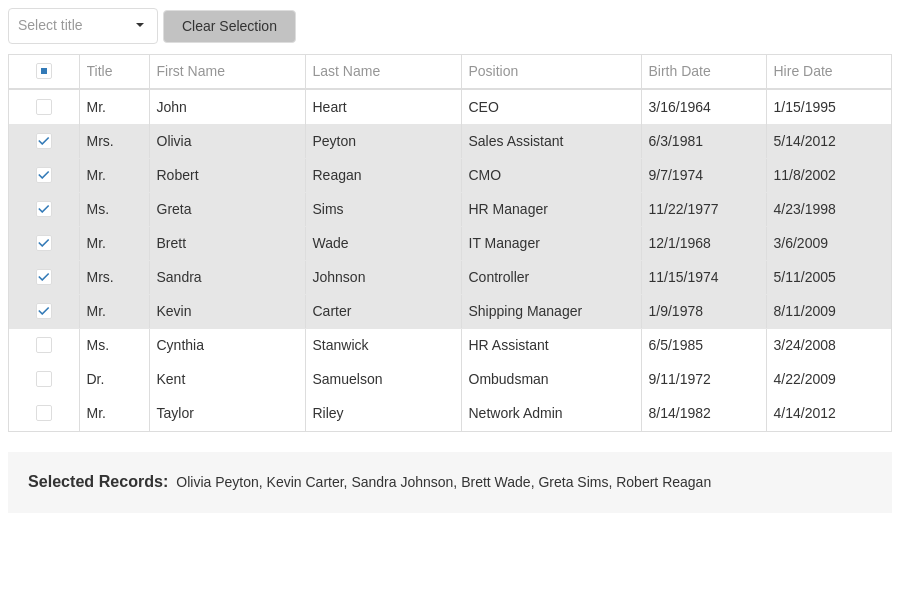 Select title Clear Selection
Title First Name Last Name Position Birth Date Hire Date
Mr. John Heart CEO 3/16/1964 1/15/1995
Mrs. Olivia Peyton Sales Assistant 6/3/1981 5/14/2012
Mr. Robert Reagan CMO 9/7/1974 11/8/2002
Ms. Greta Sims HR Manager 11/22/1977 4/23/1998
Mr. Brett Wade IT Manager 12/1/1968 3/6/2009
Mrs. Sandra Johnson Controller 11/15/1974 5/11/2005
Mr. Kevin Carter Shipping Manager 1/9/1978 8/11/2009
Ms. Cynthia Stanwick HR Assistant 6/5/1985 3/24/2008
Dr. Kent Samuelson Ombudsman 9/11/1972 4/22/2009
Mr. Taylor Riley Network Admin 8/14/1982 4/14/2012
Selected Records: Olivia Peyton, Kevin Carter, Sandra Johnson, Brett Wade, Greta Sims, Robert Reagan